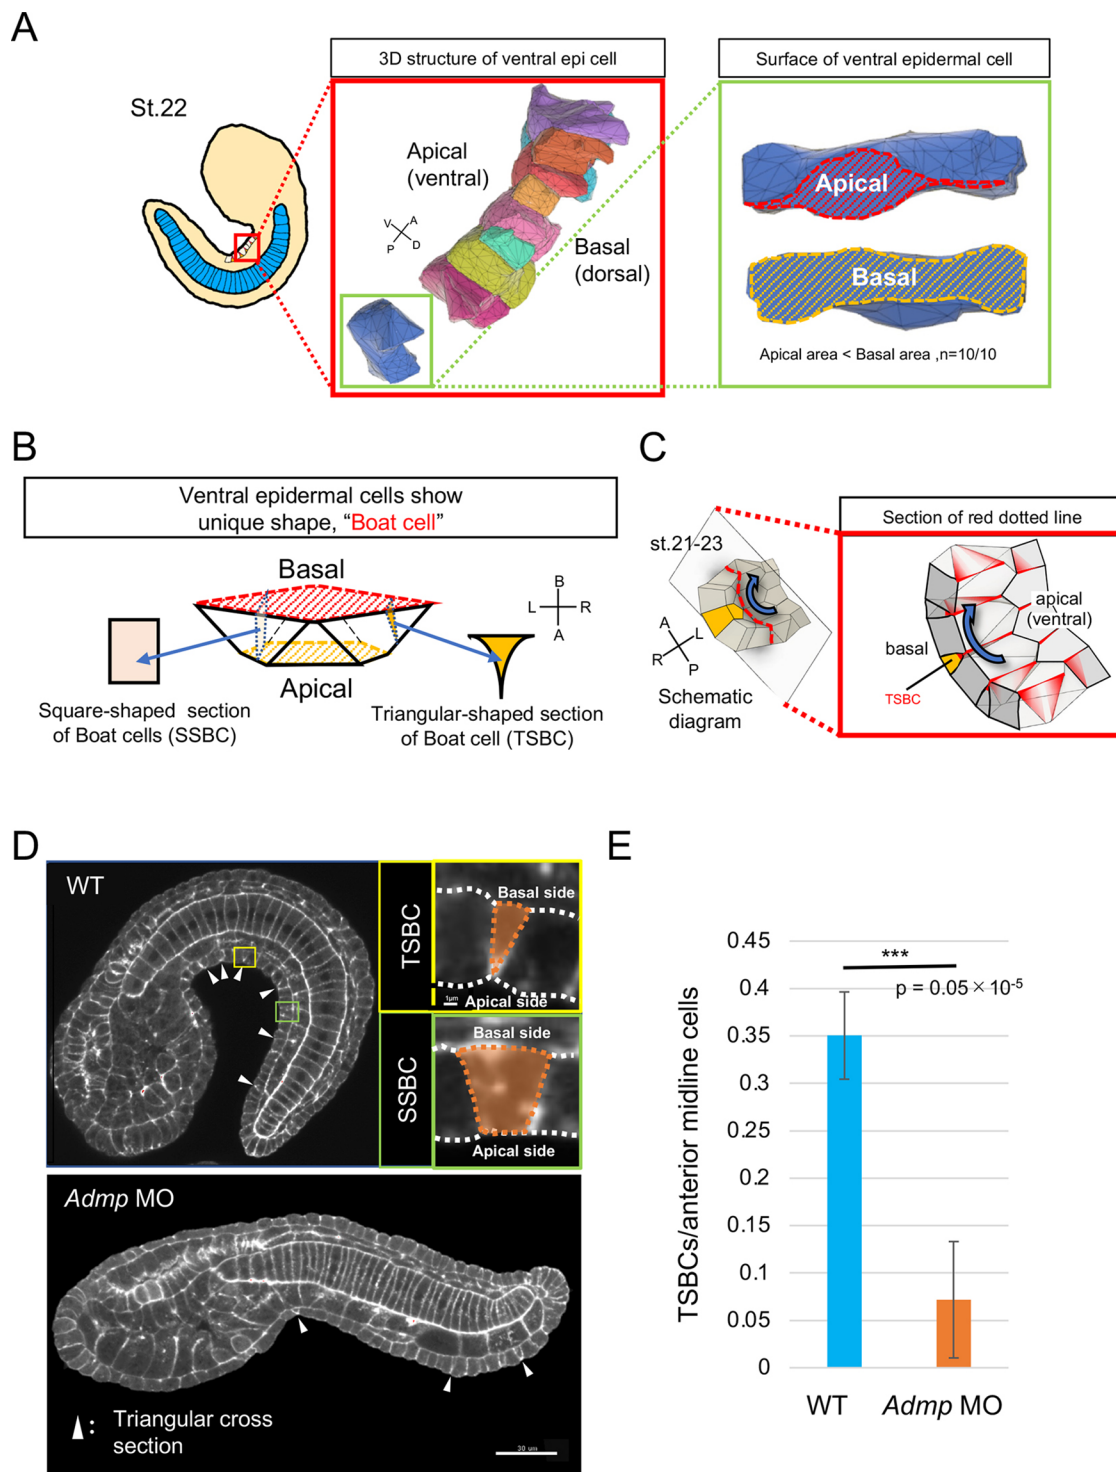 A
3D structure of ventral epi cell
Surface of ventral epidermal cell
St.22
Apical
(ventral)
V A
P D
Basal
(dorsal)
Apical
Basal
Apical area < Basal area ,n=10/10
B
Ventral epidermal cells show
unique shape, “Boat cell”
Basal
B
L R
A
Apical
Square-shaped section
of Boat cells (SSBC)
Triangular-shaped section
of Boat cell (TSBC)
C
Section of red dotted line
st.21-23
A L
R P
Schematic
diagram
apical
(ventral)
basal
TSBC
D
WT
TSBC
Basal side
1μm
Apical side
SSBC
Basal side
Apical side
Admp MO
: Triangular cross
section
30 um
E
TSBCs/anterior midline cells
0.45
0.4
0.35
0.3
0.25
0.2
0.15
0.1
0.05
0
***
p = 0.05×10⁻⁵
WT
Admp MO